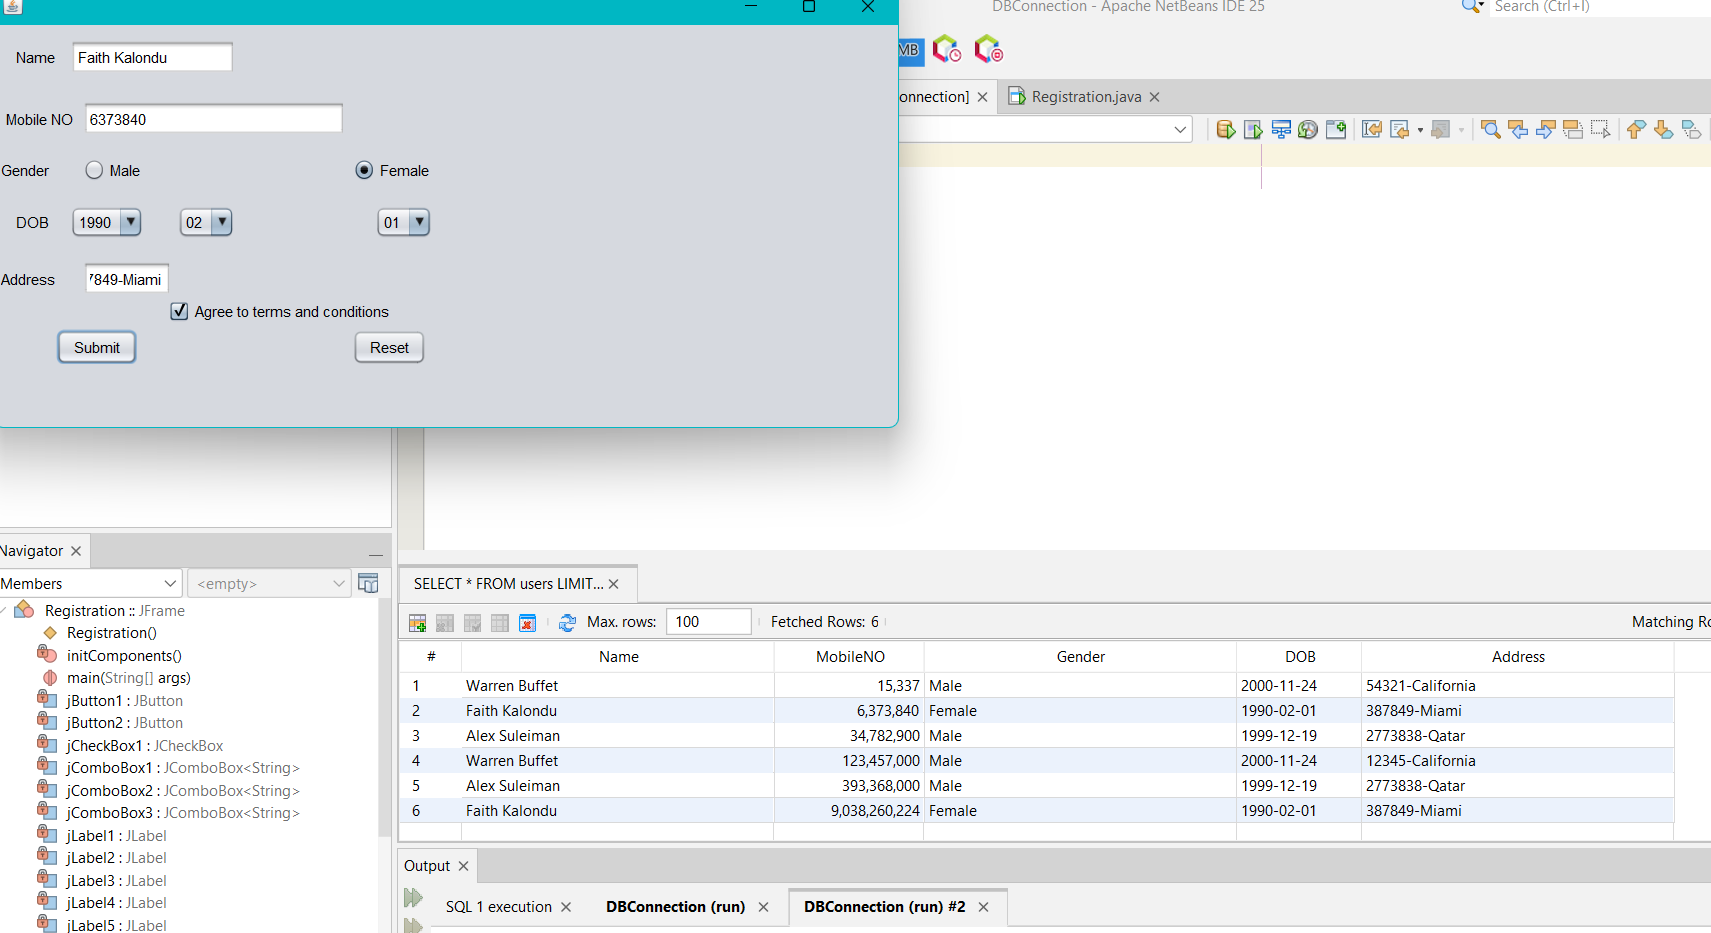 DBConnection - Apache NetBeans IDE 25
Search (Ctrl+I)
Name
Faith Kalondu
MB
onnection]
Registration.java
Mobile NO
6373840
Gender
Male
Female
DOB
1990
02
01
Address
7849-Miami
Agree to terms and conditions
Submit
Reset
Navigator
Members
<empty>
Registration :: JFrame
Registration()
initComponents()
main(String[] args)
jButton1 : JButton
jButton2 : JButton
jCheckBox1 : JCheckBox
jComboBox1 : JComboBox<String>
jComboBox2 : JComboBox<String>
jComboBox3 : JComboBox<String>
jLabel1 : JLabel
jLabel2 : JLabel
jLabel3 : JLabel
jLabel4 : JLabel
jLabel5 : JLabel
SELECT * FROM users LIMIT...
Max. rows: 100 Fetched Rows: 6 Matching Ro
# Name MobileNO Gender DOB Address
1 Warren Buffet 15,337 Male 2000-11-24 54321-California
2 Faith Kalondu 6,373,840 Female 1990-02-01 387849-Miami
3 Alex Suleiman 34,782,900 Male 1999-12-19 2773838-Qatar
4 Warren Buffet 123,457,000 Male 2000-11-24 12345-California
5 Alex Suleiman 393,368,000 Male 1999-12-19 2773838-Qatar
6 Faith Kalondu 9,038,260,224 Female 1990-02-01 387849-Miami
Output
SQL 1 execution DBConnection (run) DBConnection (run) #2